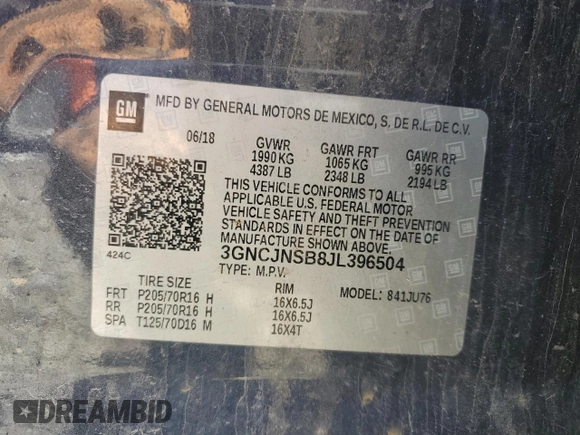 GM
MFD BY GENERAL MOTORS DE MEXICO, S. DE R.L. DE C.V.
06/18 GVWR GAWR FRT GAWR RR
1990 KG 1065 KG 995 KG
4387 LB 2348 LB 2194 LB
THIS VEHICLE CONFORMS TO ALL
APPLICABLE U.S. FEDERAL MOTOR
VEHICLE SAFETY AND THEFT PREVENTION
STANDARDS IN EFFECT ON THE DATE OF
MANUFACTURE SHOWN ABOVE.
424C
3GNCJNSB8JL396504
TYPE: M.P.V.
TIRE SIZE RIM MODEL: 841JU76
FRT P205/70R16 H 16X6.5J
RR P205/70R16 H 16X6.5J
SPA T125/70D16 M 16X4T
DREAMBID